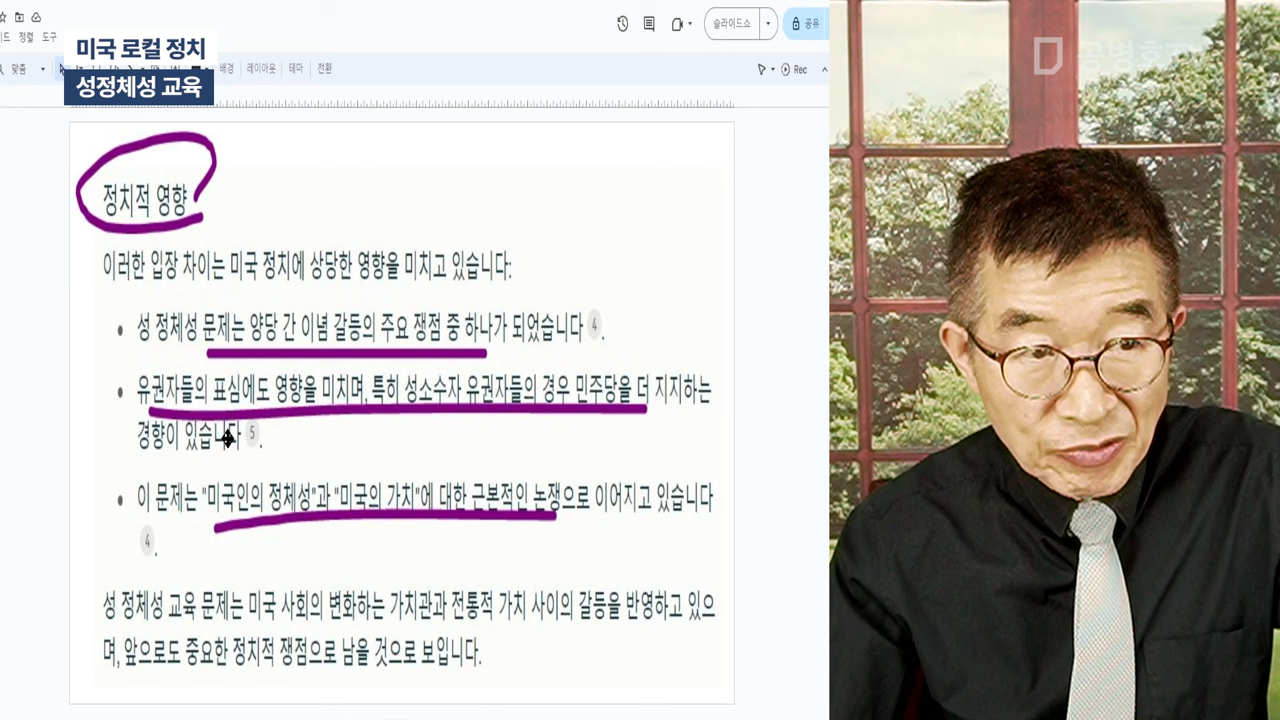 드 정렬 도구
미국 로컬 정치
성정체성 교육
슬라이드쇼
공유
맞춤
배경 레이아웃 테마 전환
Rec
공병호TV
정치적 영향
이러한 입장 차이는 미국 정치에 상당한 영향을 미치고 있습니다:
• 성 정체성 문제는 양당 간 이념 갈등의 주요 쟁점 중 하나가 되었습니다 4 .
• 유권자들의 표심에도 영향을 미치며, 특히 성소수자 유권자들의 경우 민주당을 더 지지하는
경향이 있습니다 5 .
• 이 문제는 "미국인의 정체성"과 "미국의 가치"에 대한 근본적인 논쟁으로 이어지고 있습니다
4 .
성 정체성 교육 문제는 미국 사회의 변화하는 가치관과 전통적 가치 사이의 갈등을 반영하고 있으
며, 앞으로도 중요한 정치적 쟁점으로 남을 것으로 보입니다.